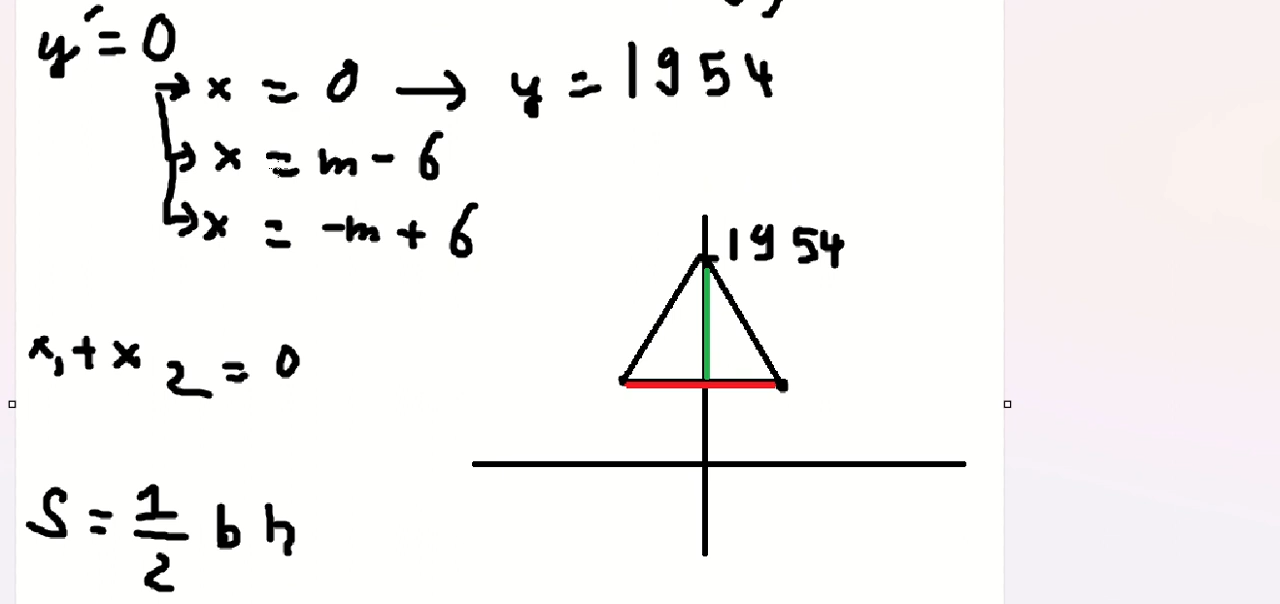 y´= 0
→ x = 0 → y = 1954
→ x = m - 6
→ x = -m + 6
1954
x₁ + x₂ = 0
S = 1/2 b h